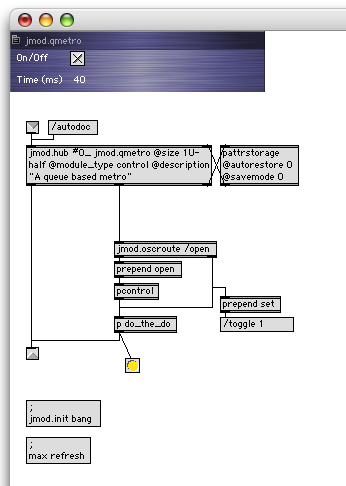 jmod.qmetro
On/Off
Time (ms) 40
/autodoc
jmod.hub #0_ jmod.qmetro @size 1U-
half @module_type control @description
"A queue based metro"
pattrstorage
@autorestore 0
@savemode 0
jmod.oscroute /open
prepend open
pcontrol
prepend set
p do_the_do
/toggle 1
;
jmod.init bang
;
max refresh